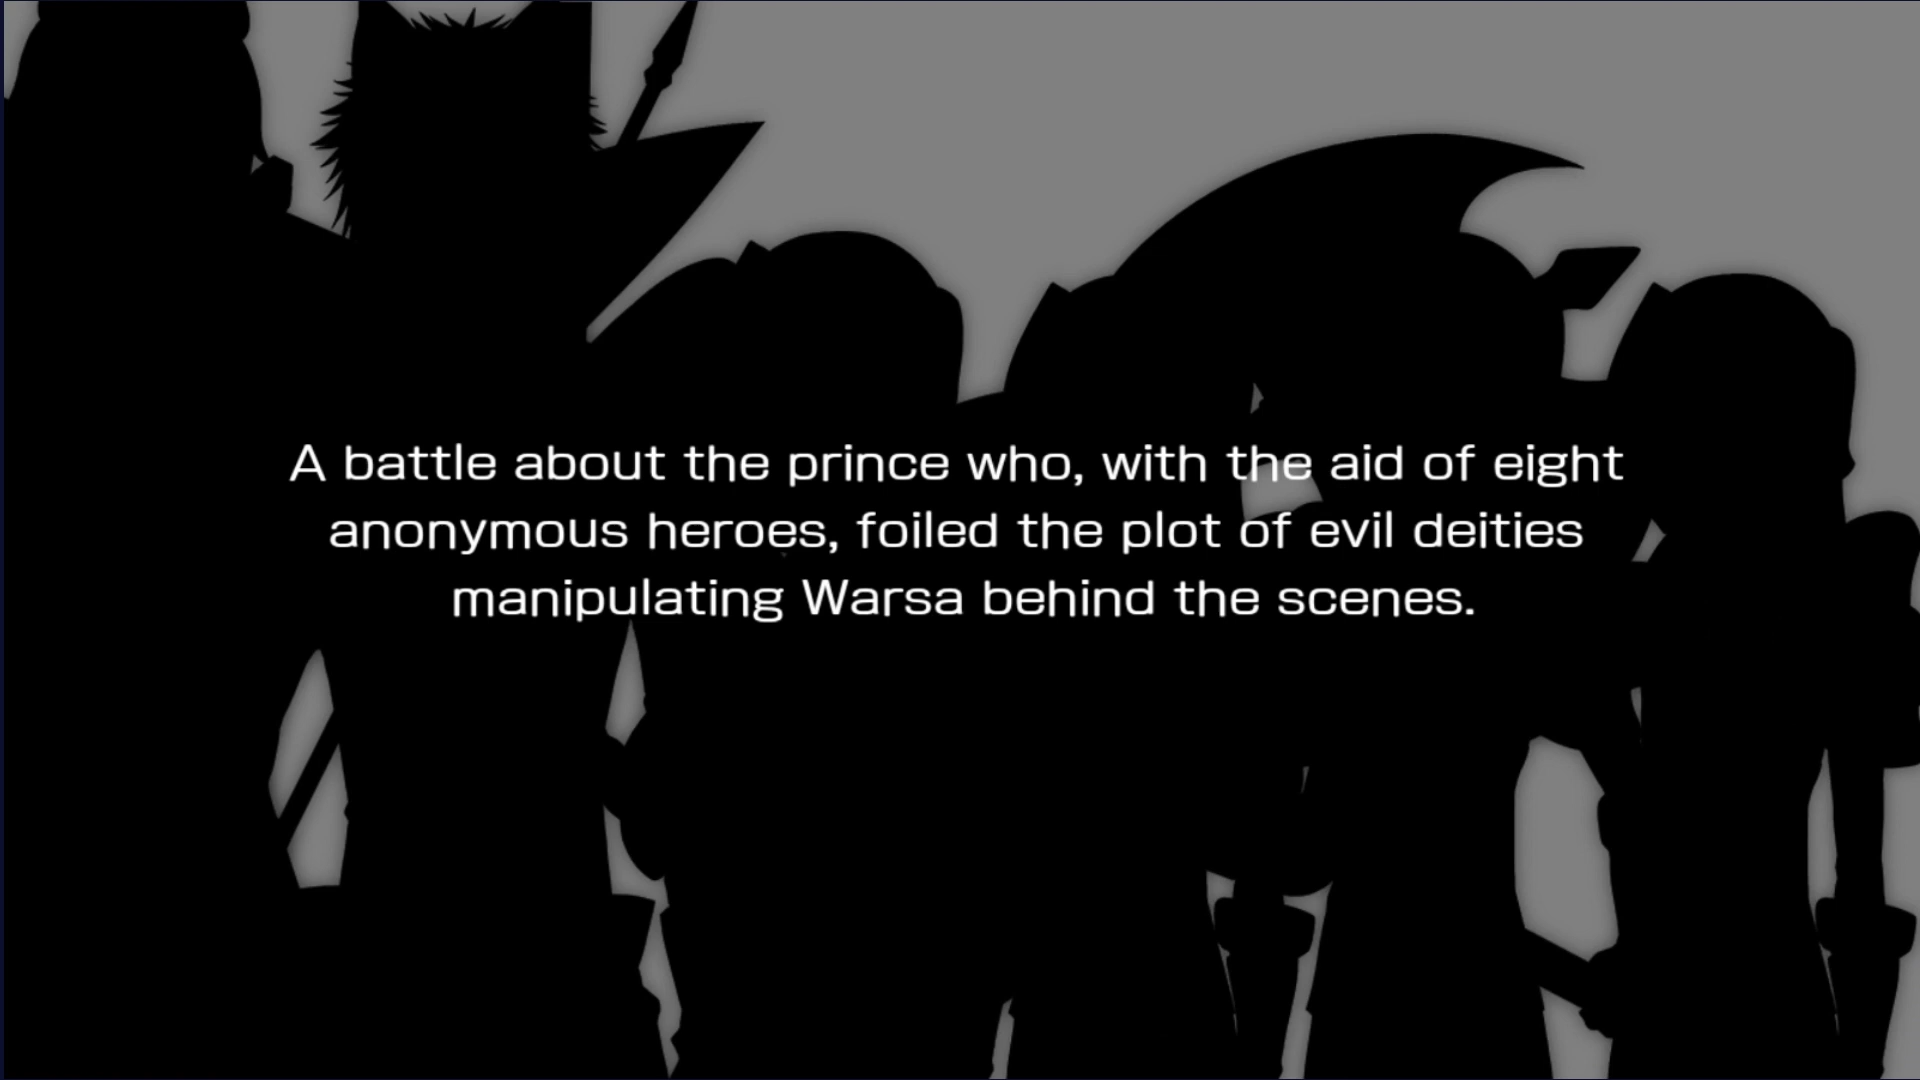 A battle about the prince who, with the aid of eight
anonymous heroes, foiled the plot of evil deities
manipulating Warsa behind the scenes.